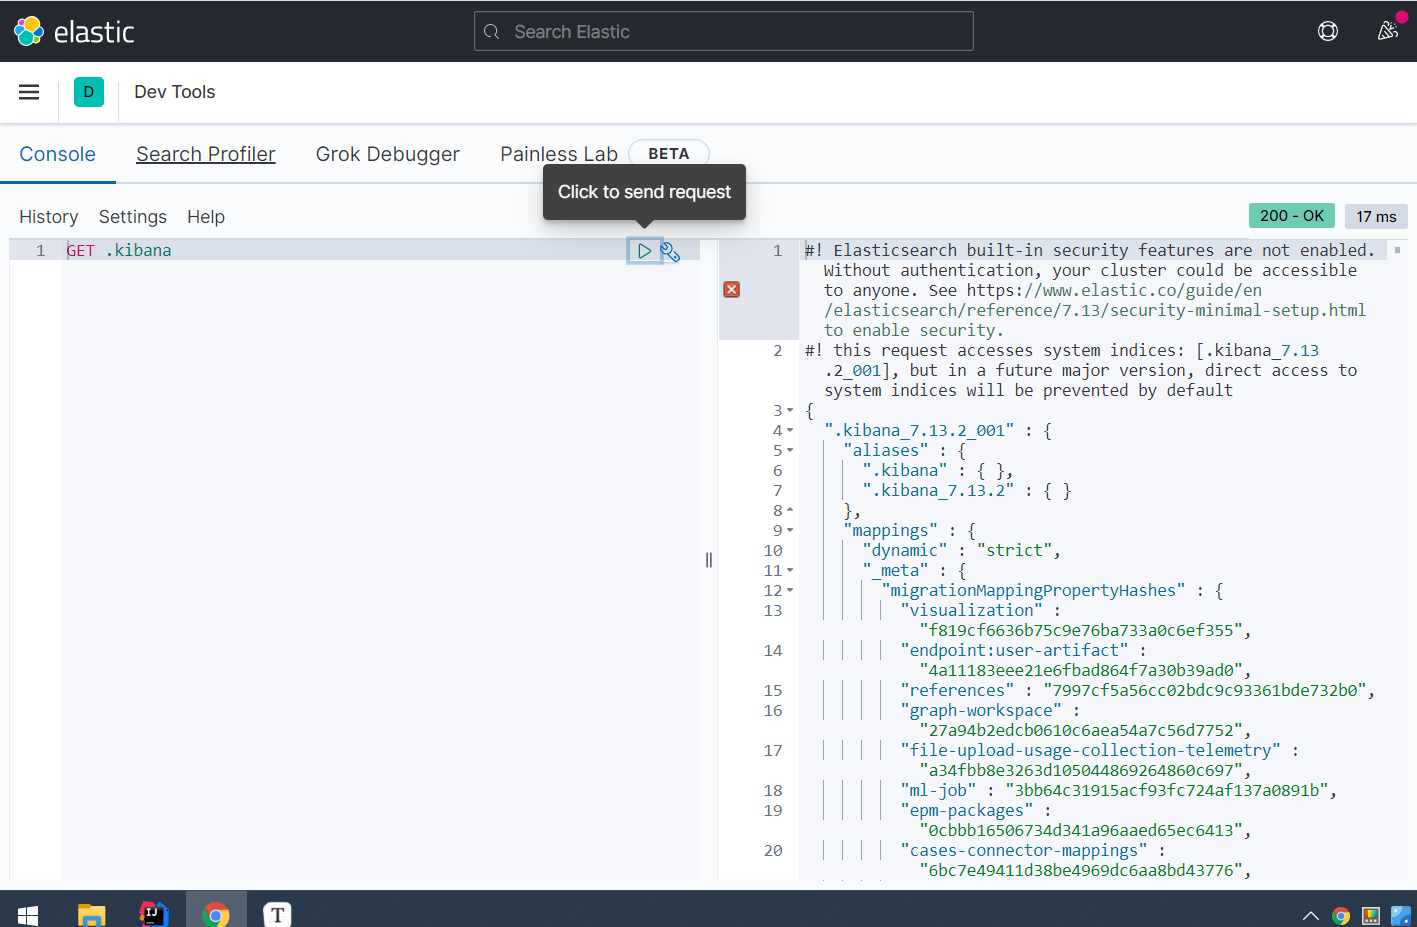 elastic
Search Elastic
D
Dev Tools
Console
Search Profiler
Grok Debugger
Painless Lab
BETA
Click to send request
History
Settings
Help
200 - OK
17 ms
1
GET .kibana
1 #! Elasticsearch built-in security features are not enabled.
Without authentication, your cluster could be accessible
to anyone. See https://www.elastic.co/guide/en
/elasticsearch/reference/7.13/security-minimal-setup.html
to enable security.
2 #! this request accesses system indices: [.kibana_7.13
.2_001], but in a future major version, direct access to
system indices will be prevented by default
3 {
4 ".kibana_7.13.2_001" : {
5 "aliases" : {
6 ".kibana" : { },
7 ".kibana_7.13.2" : { }
8 },
9 "mappings" : {
10 "dynamic" : "strict",
11 "_meta" : {
12 "migrationMappingPropertyHashes" : {
13 "visualization" :
"f819cf6636b75c9e76ba733a0c6ef355",
14 "endpoint:user-artifact" :
"4a11183eee21e6fbad864f7a30b39ad0",
15 "references" : "7997cf5a56cc02bdc9c93361bde732b0",
16 "graph-workspace" :
"27a94b2edcb0610c6aea54a7c56d7752",
17 "file-upload-usage-collection-telemetry" :
"a34fbb8e3263d105044869264860c697",
18 "ml-job" : "3bb64c31915acf93fc724af137a0891b",
19 "epm-packages" :
"0cbbb16506734d341a96aaed65ec6413",
20 "cases-connector-mappings" :
"6bc7e49411d38be4969dc6aa8bd43776",
IJ
T